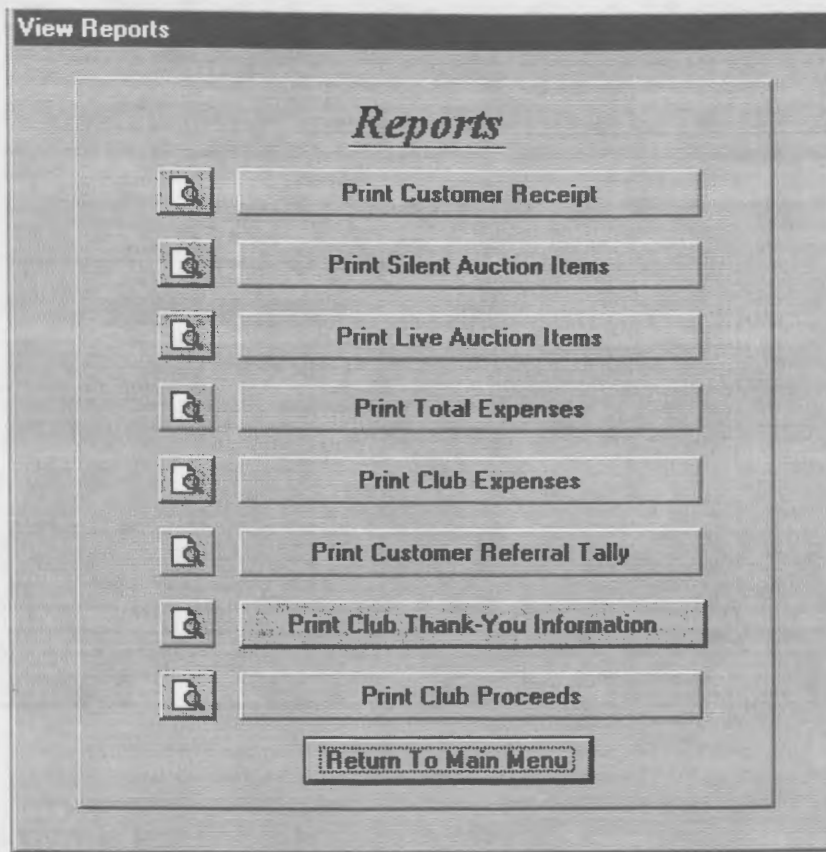 View Reports
Reports
Print Customer Receipt
Print Silent Auction Items
Print Live Auction Items
Print Total Expenses
Print Club Expenses
Print Customer Referral Tally
Print Club Thank-You Information
Print Club Proceeds
Return To Main Menu